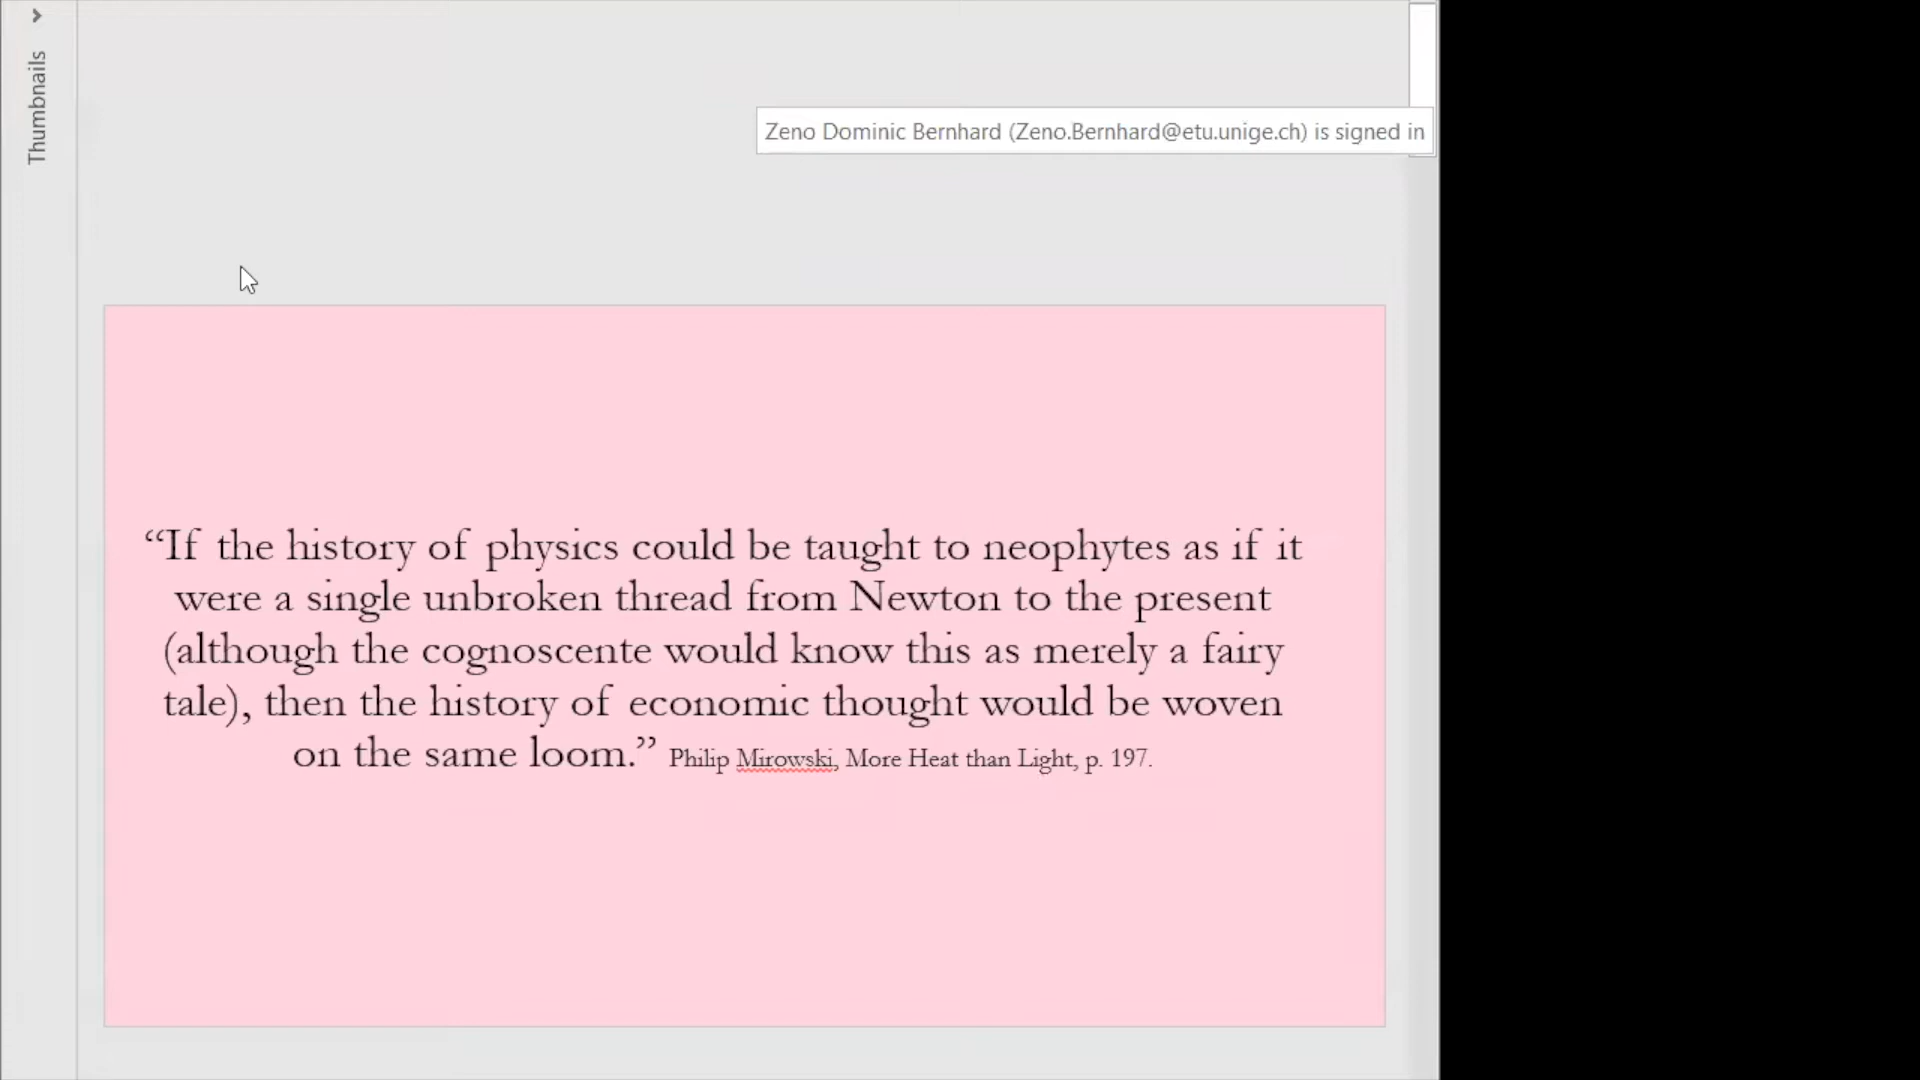 Thumbnails
Zeno Dominic Bernhard (Zeno.Bernhard@etu.unige.ch) is signed in
“If the history of physics could be taught to neophytes as if it
were a single unbroken thread from Newton to the present
(although the cognoscente would know this as merely a fairy
tale), then the history of economic thought would be woven
on the same loom.” Philip Mirowski, More Heat than Light, p. 197.